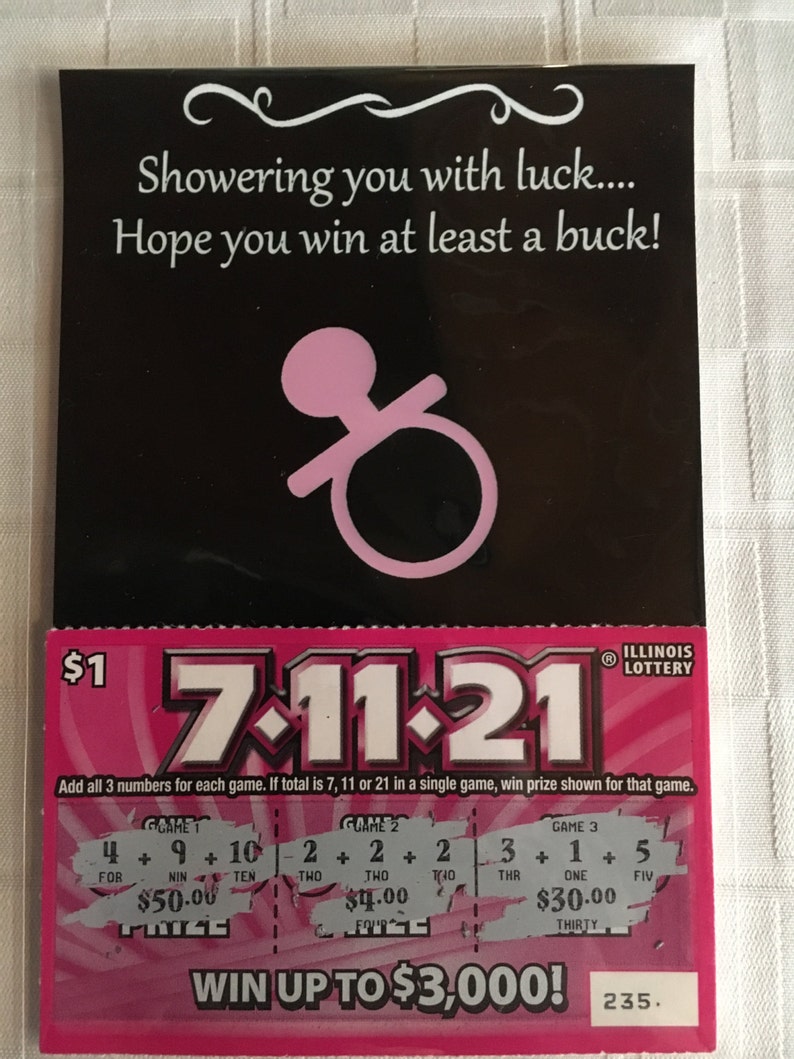 Showering you with luck....
Hope you win at least a buck!
$1
7·11·21®
ILLINOIS
LOTTERY
Add all 3 numbers for each game. If total is 7, 11 or 21 in a single game, win prize shown for that game.
GAME 1
4 + 9 + 10
FOR NIN TEN
$50.00
PRIZE
GAME 2
2 + 2 + 2
TWO TWO TWO
$4.00
FOUR
GAME 3
3 + 1 + 5
THR ONE FIV
$30.00
THIRTY
WIN UP TO $3,000!
235.